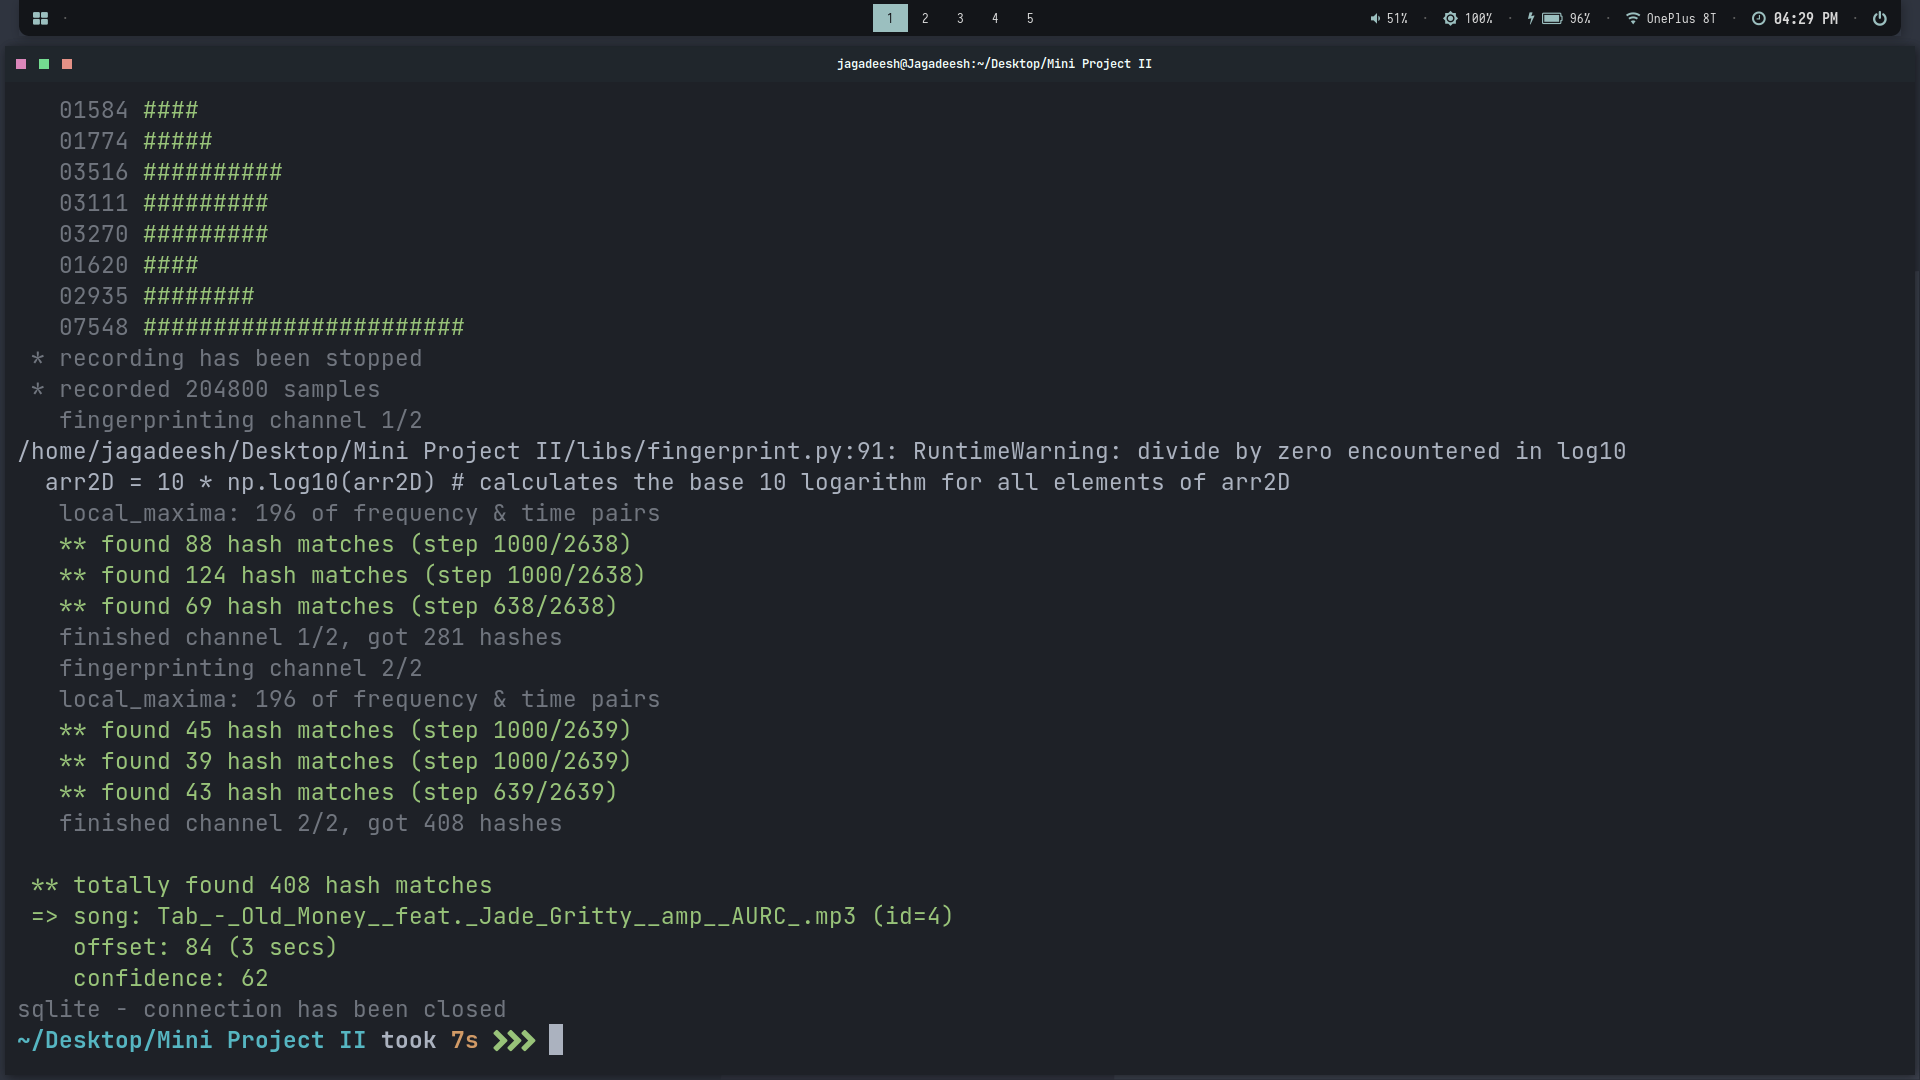 1 2 3 4 5 51% 100% 96% OnePlus 8T 04:29 PM
jagadeesh@Jagadeesh:~/Desktop/Mini Project II
01584 ####
01774 #####
03516 ##########
03111 #########
03270 #########
01620 ####
02935 ########
07548 #######################
* recording has been stopped
* recorded 204800 samples
fingerprinting channel 1/2
/home/jagadeesh/Desktop/Mini Project II/libs/fingerprint.py:91: RuntimeWarning: divide by zero encountered in log10
arr2D = 10 * np.log10(arr2D) # calculates the base 10 logarithm for all elements of arr2D
local_maxima: 196 of frequency & time pairs
** found 88 hash matches (step 1000/2638)
** found 124 hash matches (step 1000/2638)
** found 69 hash matches (step 638/2638)
finished channel 1/2, got 281 hashes
fingerprinting channel 2/2
local_maxima: 196 of frequency & time pairs
** found 45 hash matches (step 1000/2639)
** found 39 hash matches (step 1000/2639)
** found 43 hash matches (step 639/2639)
finished channel 2/2, got 408 hashes
** totally found 408 hash matches
=> song: Tab_-_Old_Money__feat._Jade_Gritty__amp__AURC_.mp3 (id=4)
offset: 84 (3 secs)
confidence: 62
sqlite - connection has been closed
~/Desktop/Mini Project II took 7s ❯❯❯